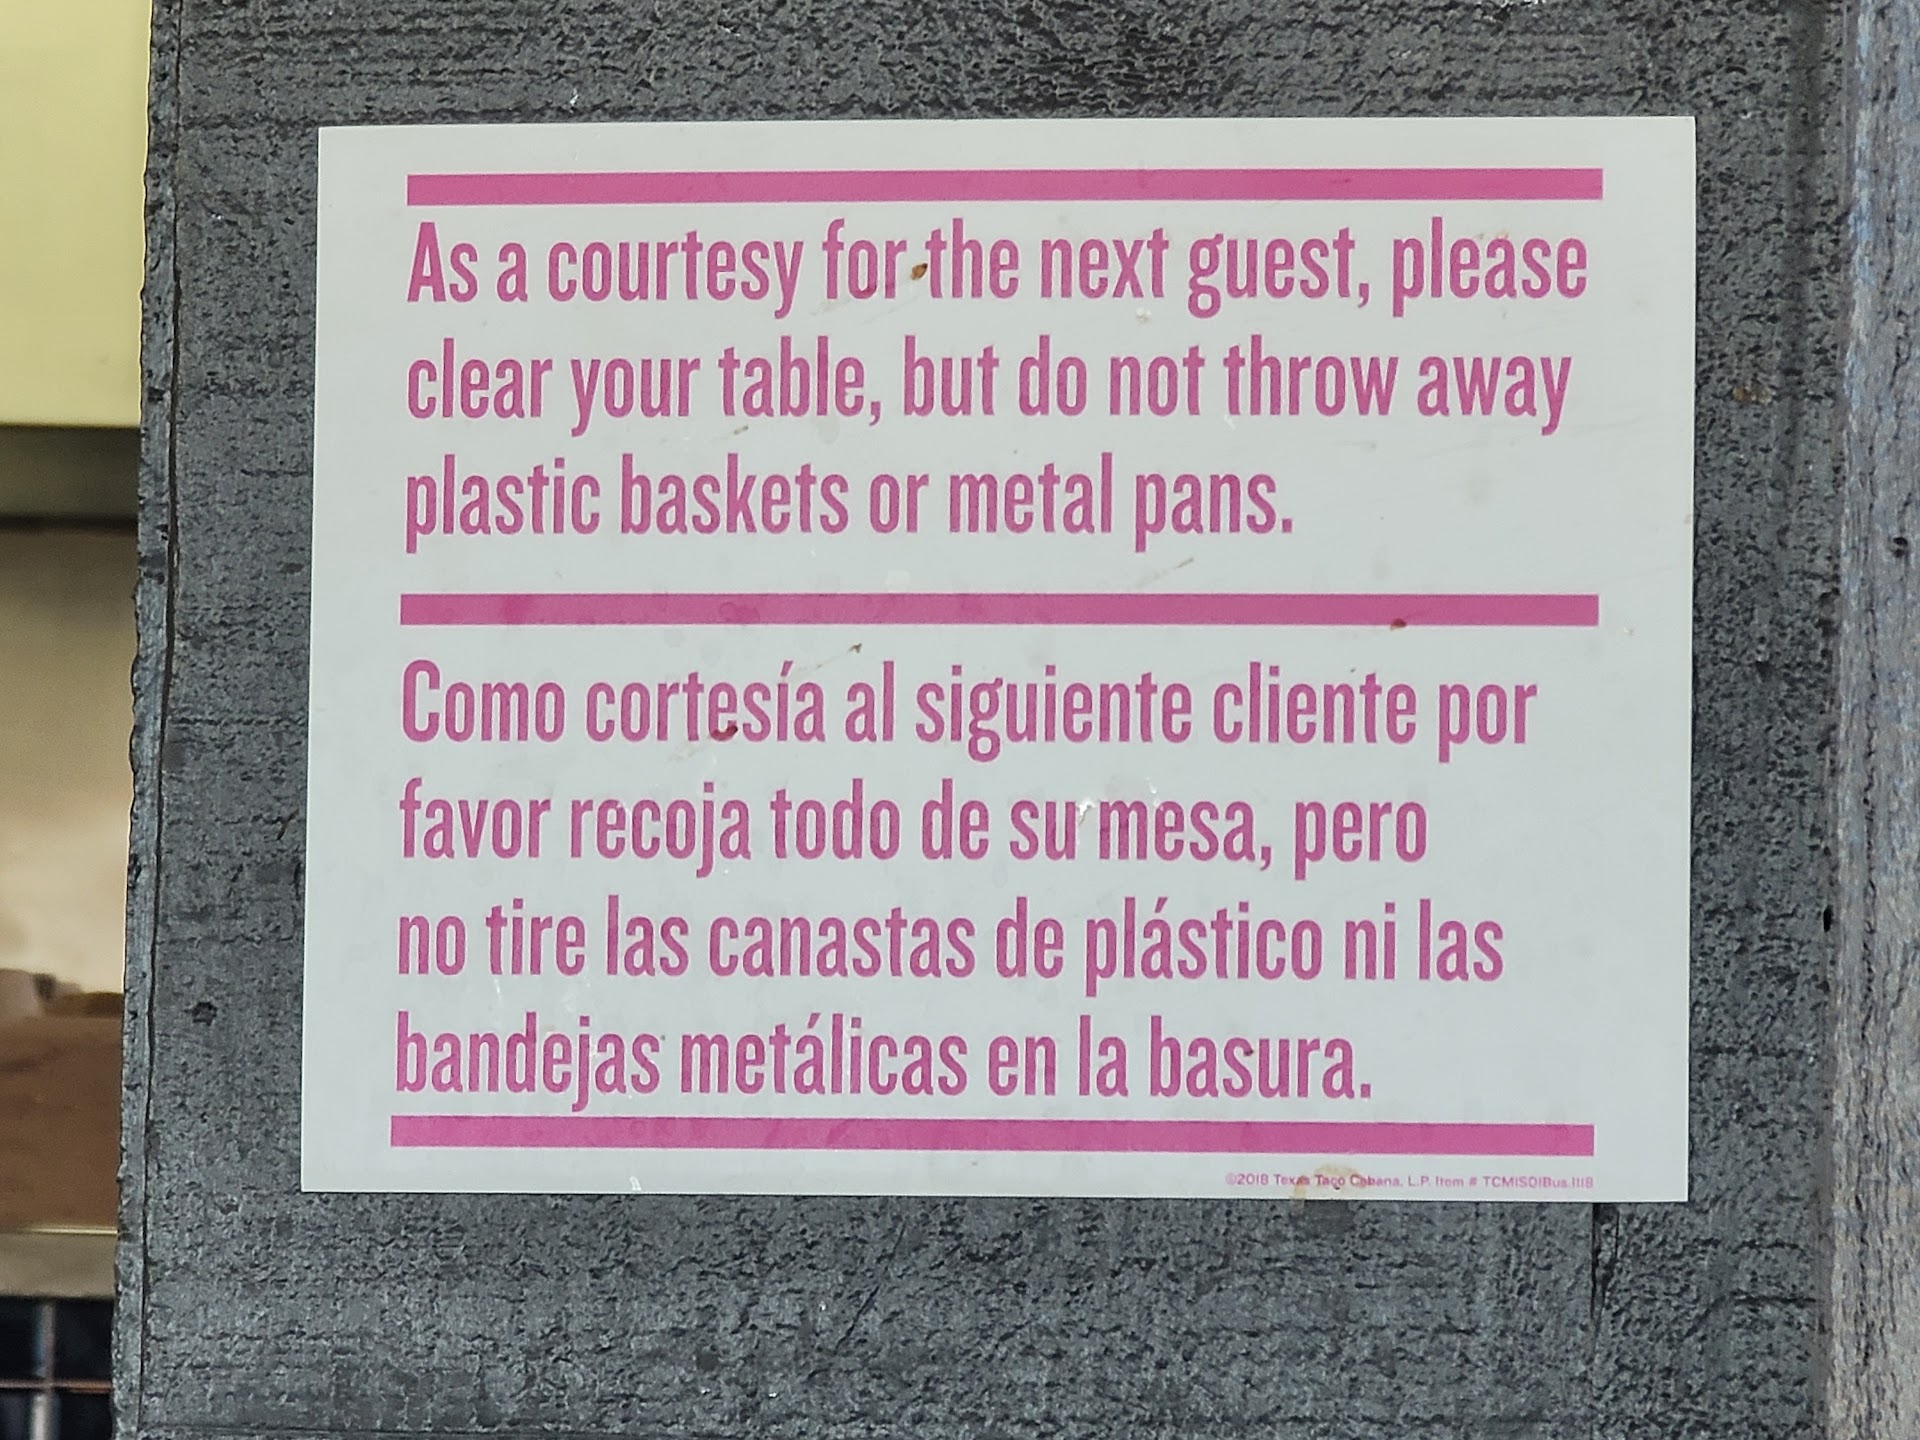 As a courtesy for the next guest, please
clear your table, but do not throw away
plastic baskets or metal pans.
Como cortesía al siguiente cliente por
favor recoja todo de su mesa, pero
no tire las canastas de plástico ni las
bandejas metálicas en la basura.
©2018 Texas Taco Cabana, L.P. Item #